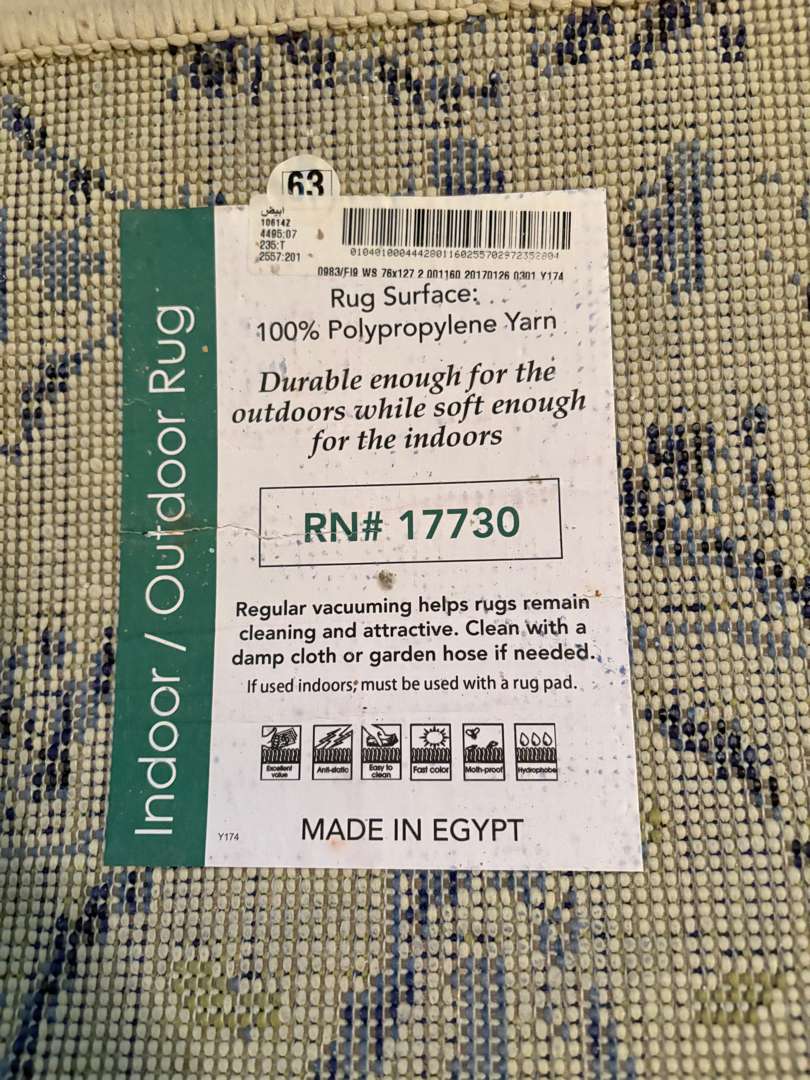 63
ابيض
106142
4495:07
235:T
2557:201
0104010004442801160255702972352804
0983/FI9 WS 76x127 2 001160 20170126 0301 Y174
Rug Surface:
100% Polypropylene Yarn
Durable enough for the
outdoors while soft enough
for the indoors
RN# 17730
Regular vacuuming helps rugs remain
cleaning and attractive. Clean with a
damp cloth or garden hose if needed.
If used indoors, must be used with a rug pad.
Excellent value
Anti-static
Easy to clean
Fast color
Moth-proof
Hydrophobe
Y174
MADE IN EGYPT
Indoor / Outdoor Rug